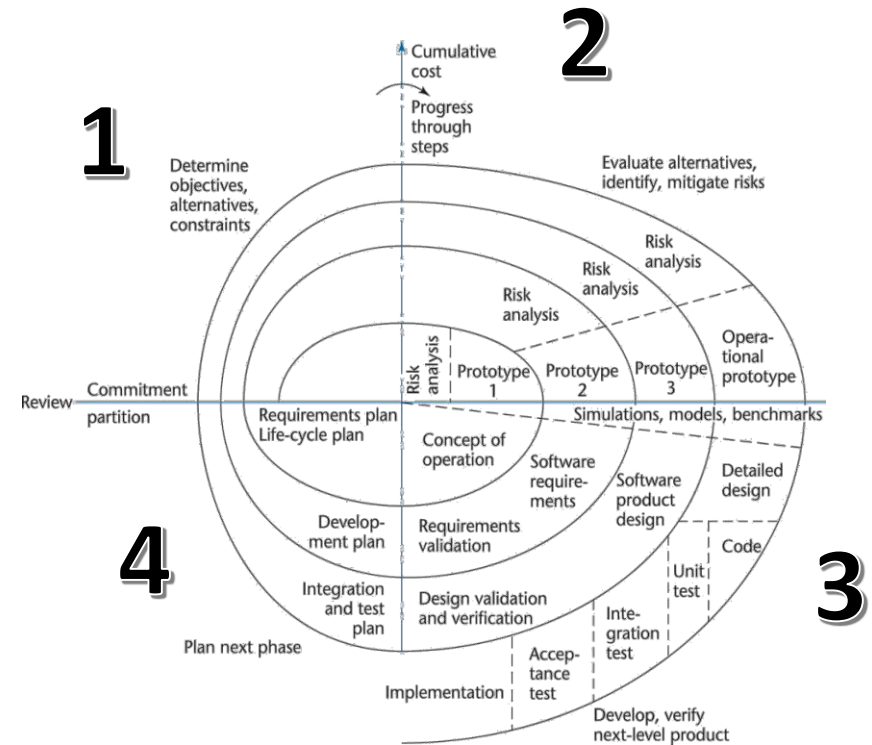 2
Cumulative
cost
1
Progress
through
steps
Determine
objectives,
alternatives,
constraints
Evaluate alternatives,
identify, mitigate risks
Risk
analysis
Risk
analysis
Risk
analysis
Risk
analysis
Prototype
1
Prototype
2
Prototype
3
Opera-
tional
prototype
Review
Commitment
partition
Requirements plan
Life-cycle plan
Simulations, models, benchmarks
Concept of
operation
Software
require-
ments
Software
product
design
Detailed
design
Develop-
ment plan
Requirements
validation
Code
4
3
Unit
test
Integration
and test
plan
Design validation
and verification
Inte-
gration
test
Plan next phase
Accep-
tance
test
Implementation
Develop, verify
next-level product